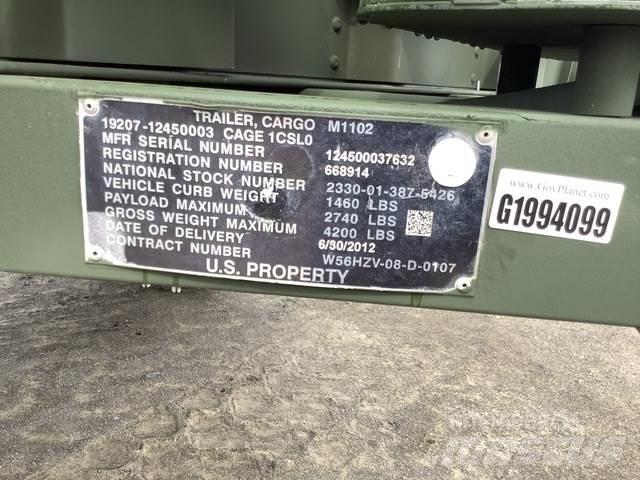 TRAILER, CARGO M1102
19207-12450003 CAGE 1CSL0
MFR SERIAL NUMBER 124500037632
REGISTRATION NUMBER 668914
NATIONAL STOCK NUMBER 2330-01-387-5426
VEHICLE CURB WEIGHT 1460 LBS
PAYLOAD MAXIMUM 2740 LBS
GROSS WEIGHT MAXIMUM 4200 LBS
DATE OF DELIVERY 6/30/2012
CONTRACT NUMBER W56HZV-08-D-0107
U.S. PROPERTY
www.GovPlanet.com
G1994099